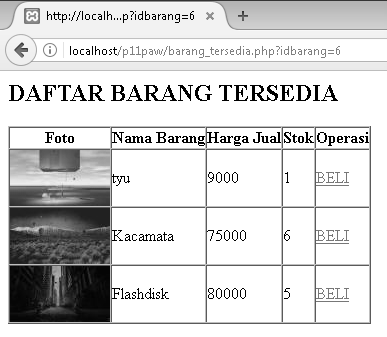 http://localh...p?idbarang=6
localhost/p11paw/barang_tersedia.php?idbarang=6
DAFTAR BARANG TERSEDIA
Foto Nama Barang Harga Jual Stok Operasi
tyu 9000 1 BELI
Kacamata 75000 6 BELI
Flashdisk 80000 5 BELI